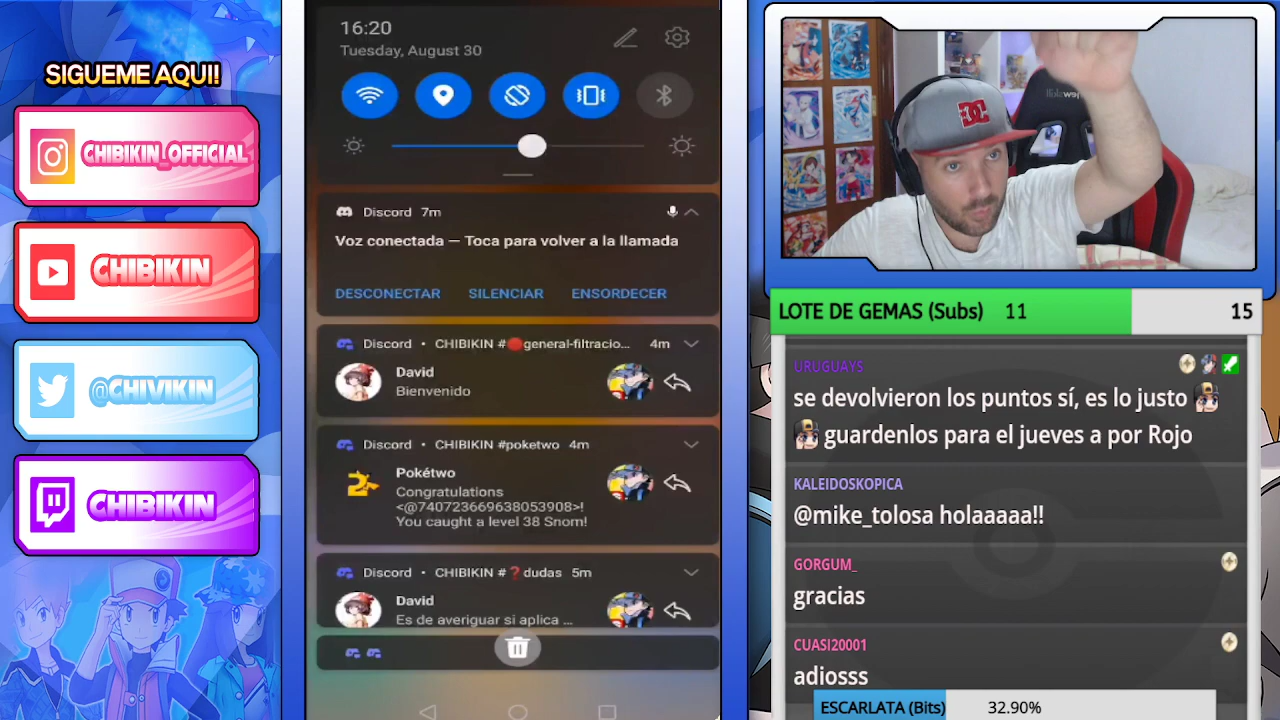 SIGUEME AQUI!
CHIBIKIN_OFFICIAL
CHIBIKIN
@CHIVIKIN
CHIBIKIN
16:20
Tuesday, August 30
Discord 7m
Voz conectada — Toca para volver a la llamada
DESCONECTAR SILENCIAR ENSORDECER
Discord • CHIBIKIN #🔴general-filtracio... 4m
David
Bienvenido
Discord • CHIBIKIN #poketwo 4m
Pokétwo
Congratulations
<@740723669638053908>!
You caught a level 38 Snom!
Discord • CHIBIKIN #❓dudas 5m
David
Es de averiguar si aplica ...
DC
LOTE DE GEMAS (Subs) 11 15
URUGUAYS
se devolvieron los puntos sí, es lo justo
guardenlos para el jueves a por Rojo
KALEIDOSKOPICA
@mike_tolosa holaaaaa!!
GORGUM_
gracias
CUASI20001
adiosss
ESCARLATA (Bits) 32.90%